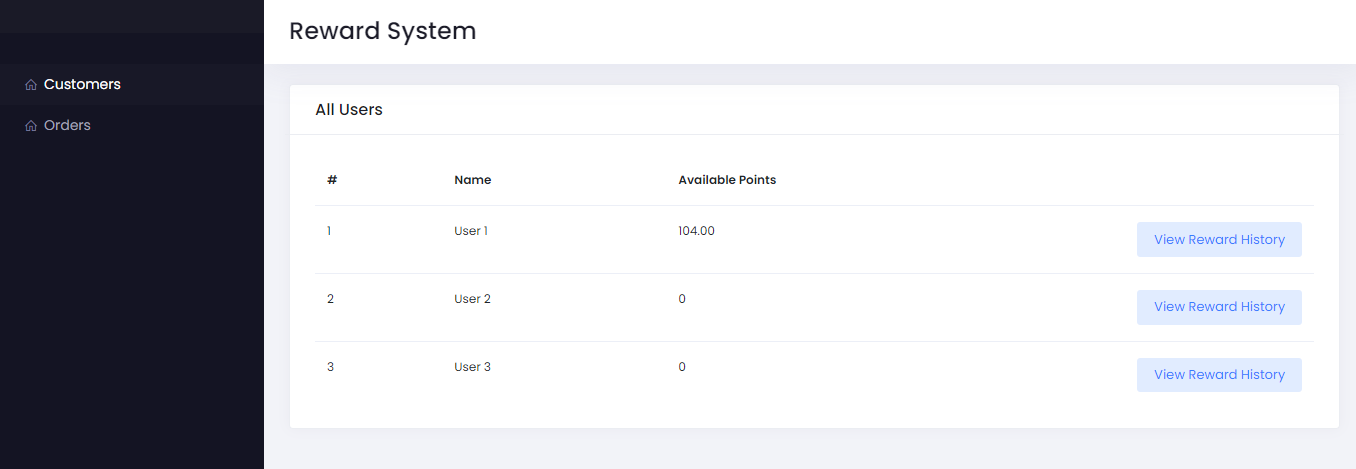 Reward System
Customers
Orders
All Users
# Name Available Points
1 User 1 104.00 View Reward History
2 User 2 0 View Reward History
3 User 3 0 View Reward History